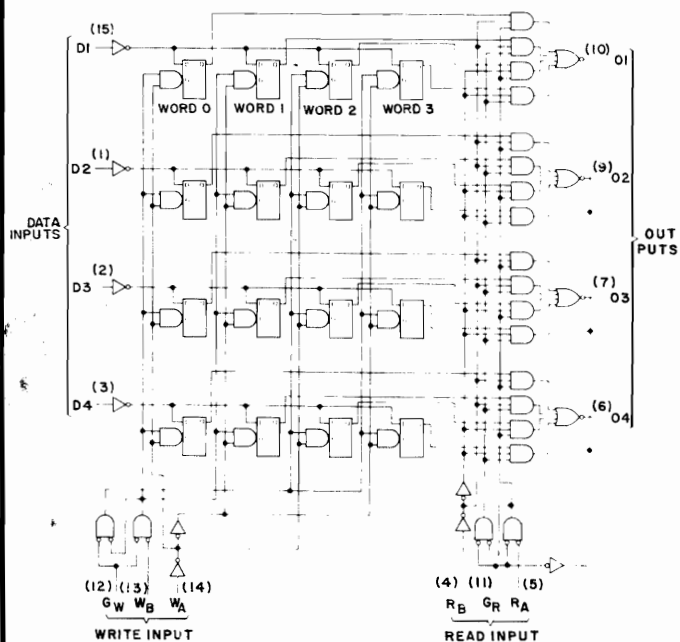 (15)
D1
(10)
O1
WORD 0 WORD 1 WORD 2 WORD 3
(1)
D2
(9)
O2
DATA
INPUTS
OUT
PUTS
(2)
D3
(7)
O3
(3)
D4
(6)
O4
(12) (13) (14)
GW WB WA
WRITE INPUT
(4) (11) (5)
RB GR RA
READ INPUT